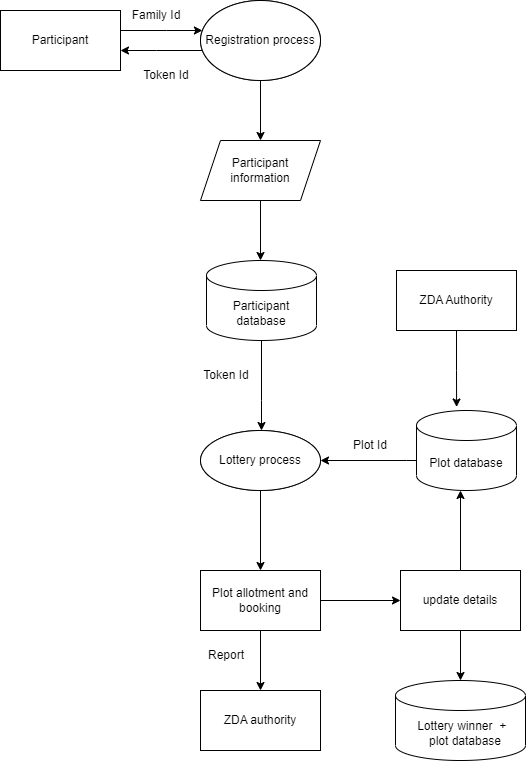 Family Id
Participant
Registration process
Token Id
Participant
information
Participant
database
ZDA Authority
Token Id
Plot Id
Lottery process
Plot database
Plot allotment and
booking
update details
Report
ZDA authority
Lottery winner +
plot database